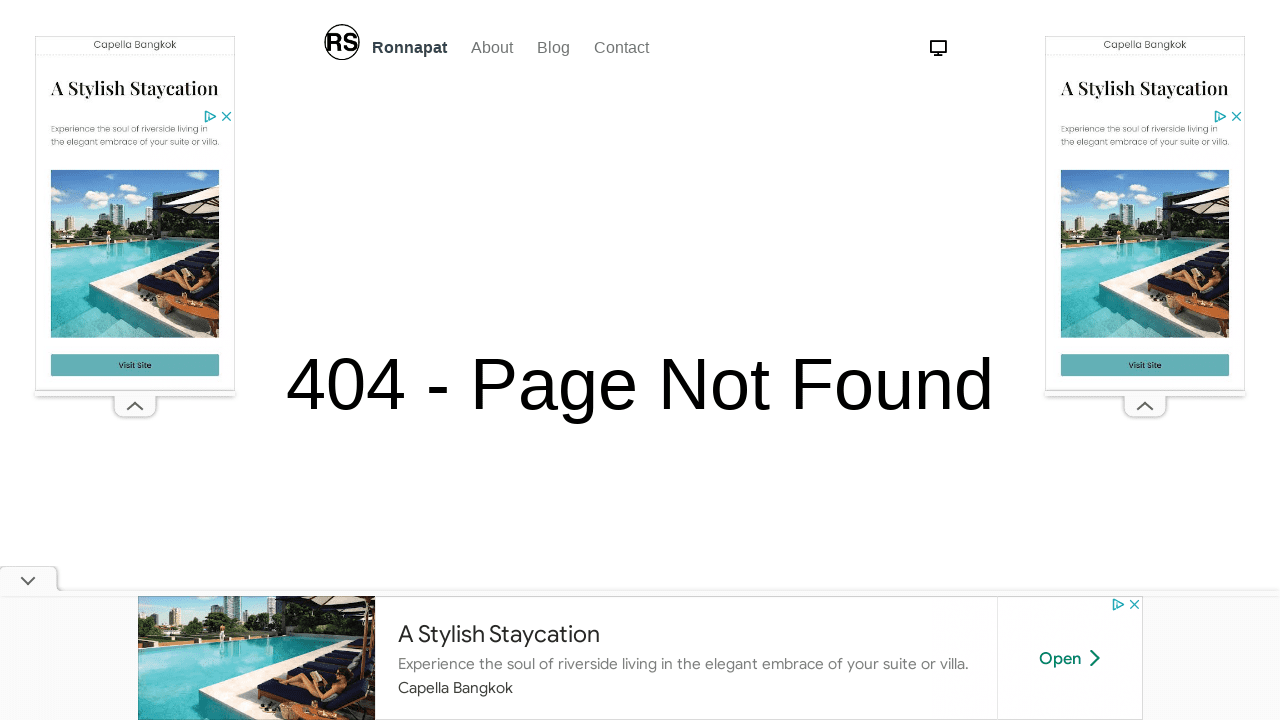 RS Ronnapat About Blog Contact
Capella Bangkok
A Stylish Staycation
Experience the soul of riverside living in
the elegant embrace of your suite or villa.
Visit Site
Capella Bangkok
A Stylish Staycation
Experience the soul of riverside living in
the elegant embrace of your suite or villa.
Visit Site
404 - Page Not Found
A Stylish Staycation
Experience the soul of riverside living in the elegant embrace of your suite or villa.
Capella Bangkok
Open